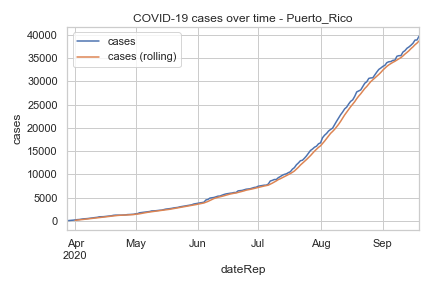 COVID-19 cases over time - Puerto_Rico
cases
cases (rolling)
40000
35000
30000
25000
20000
15000
10000
5000
0
cases
Apr May Jun Jul Aug Sep
2020
dateRep